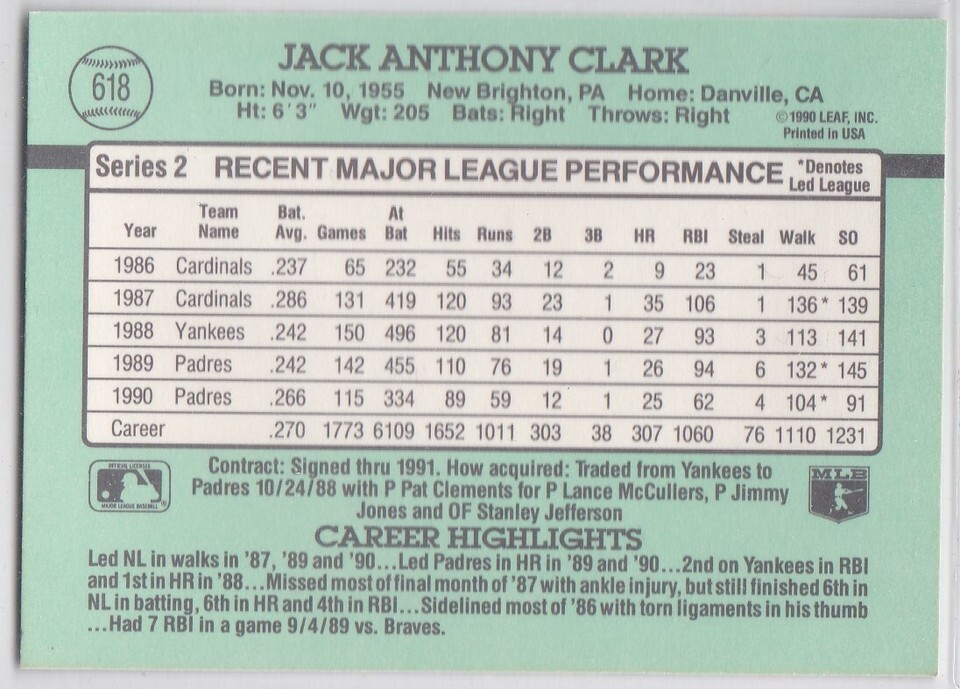 618
JACK ANTHONY CLARK
Born: Nov. 10, 1955 New Brighton, PA Home: Danville, CA
Ht: 6'3" Wgt: 205 Bats: Right Throws: Right
©1990 LEAF, INC.
Printed in USA
Series 2 RECENT MAJOR LEAGUE PERFORMANCE *Denotes Led League
Year Team Name Bat. Avg. Games At Bat Hits Runs 2B 3B HR RBI Steal Walk SO
1986 Cardinals .237 65 232 55 34 12 2 9 23 1 45 61
1987 Cardinals .286 131 419 120 93 23 1 35 106 1 136* 139
1988 Yankees .242 150 496 120 81 14 0 27 93 3 113 141
1989 Padres .242 142 455 110 76 19 1 26 94 6 132* 145
1990 Padres .266 115 334 89 59 12 1 25 62 4 104* 91
Career .270 1773 6109 1652 1011 303 38 307 1060 76 1110 1231
OFFICIAL LICENSEE
MAJOR LEAGUE BASEBALL
®
Contract: Signed thru 1991. How acquired: Traded from Yankees to
Padres 10/24/88 with P Pat Clements for P Lance McCullers, P Jimmy
Jones and OF Stanley Jefferson
MLB
CAREER HIGHLIGHTS
Led NL in walks in '87, '89 and '90...Led Padres in HR in '89 and '90...2nd on Yankees in RBI
and 1st in HR in '88...Missed most of final month of '87 with ankle injury, but still finished 6th in
NL in batting, 6th in HR and 4th in RBI...Sidelined most of '86 with torn ligaments in his thumb
...Had 7 RBI in a game 9/4/89 vs. Braves.